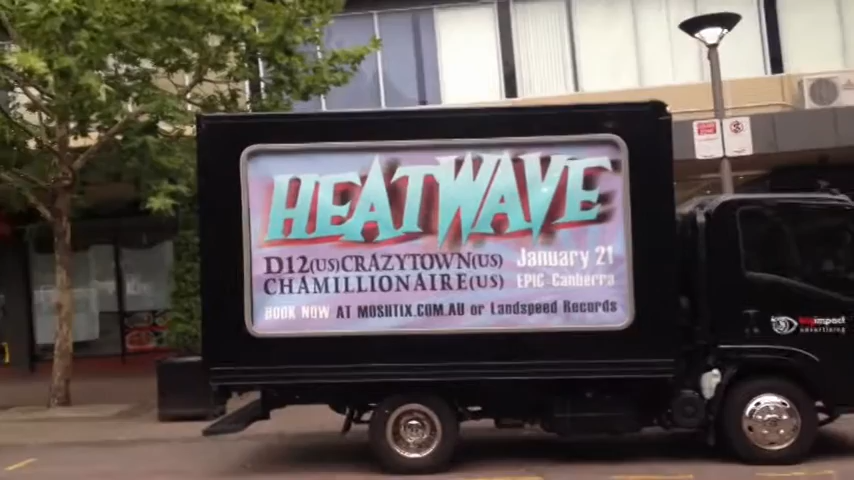 HEATWAVE
D12(US)CRAZYTOWN(US
CHAMILLIONAIRE(US
January 21
EPIC Canberra
BOOK NOW AT MOSHTIX.COM.AU OR LANDSPEED RECORDS
bigimpact
advertising